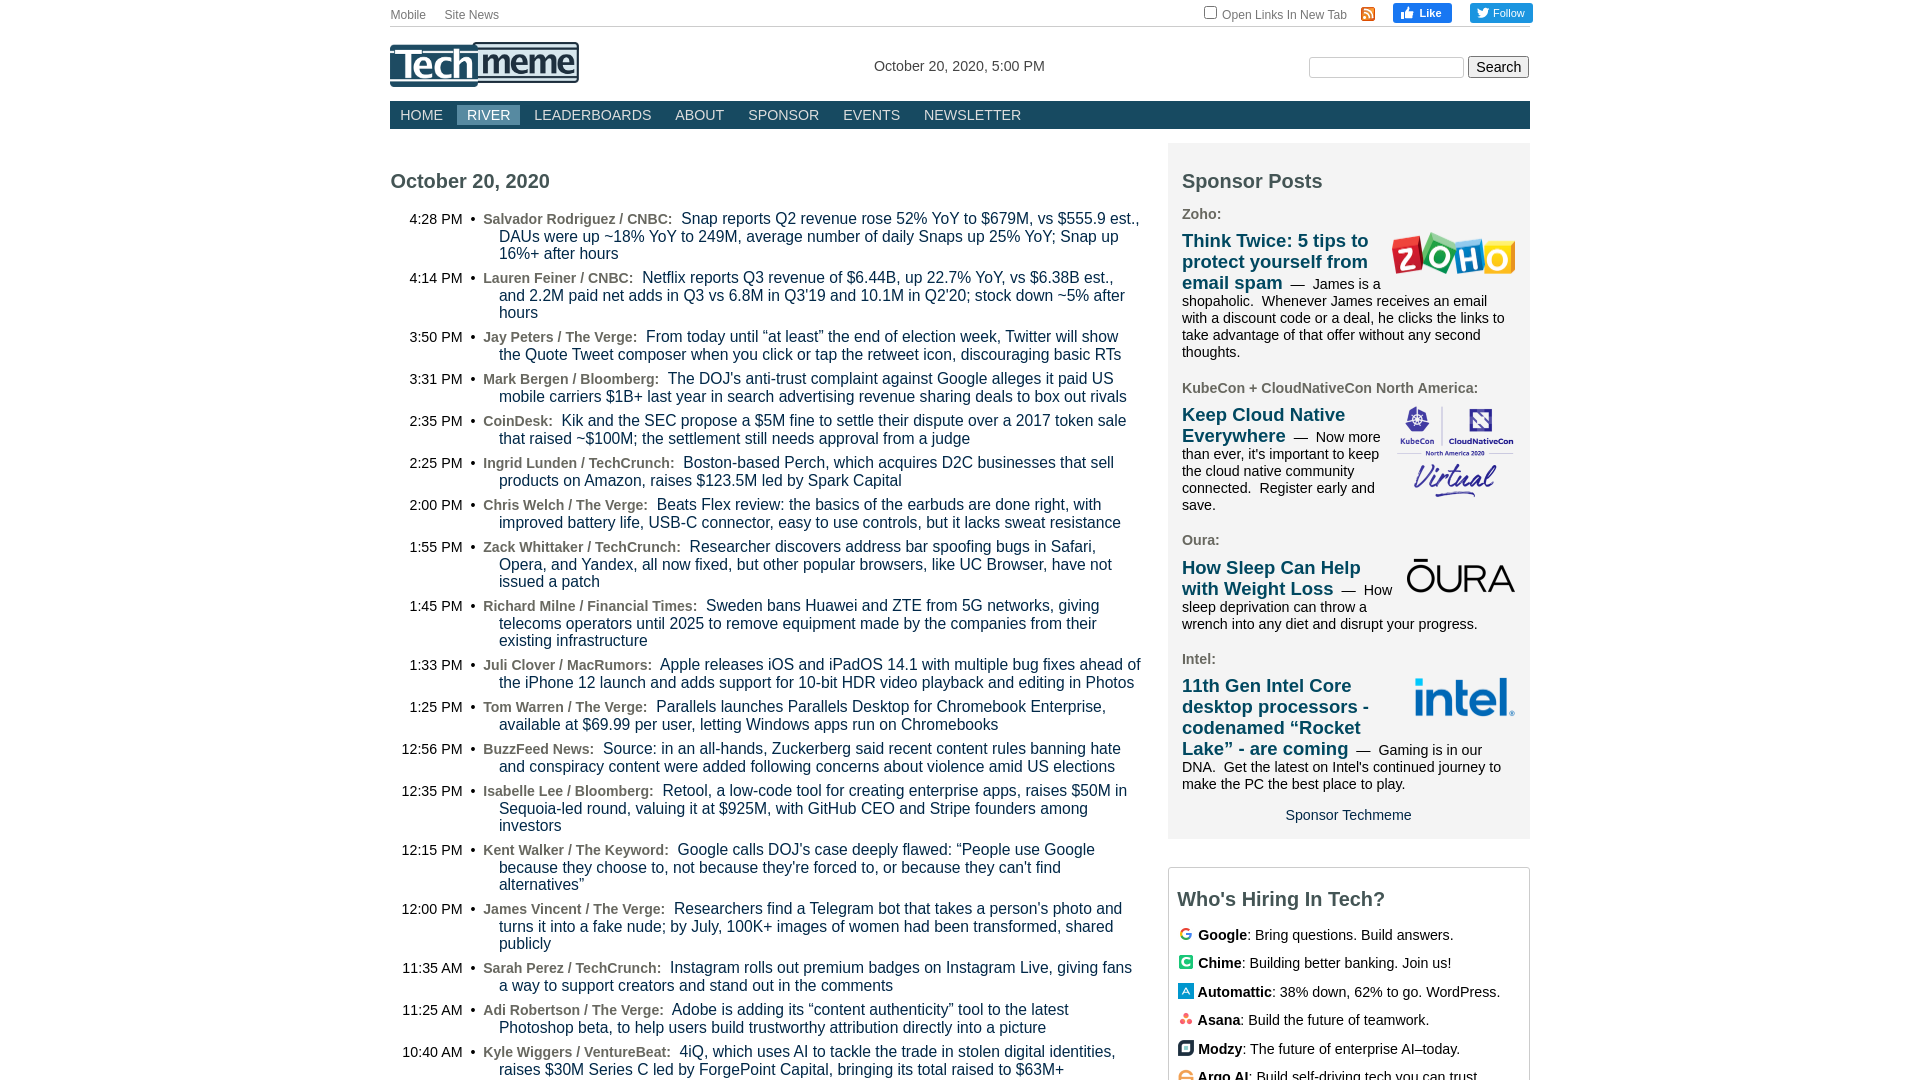 Mobile Site News Open Links In New Tab Like Follow
Techmeme
October 20, 2020, 5:00 PM Search
HOME RIVER LEADERBOARDS ABOUT SPONSOR EVENTS NEWSLETTER
October 20, 2020
4:28 PM • Salvador Rodriguez / CNBC: Snap reports Q2 revenue rose 52% YoY to $679M, vs $555.9 est.,
DAUs were up ~18% YoY to 249M, average number of daily Snaps up 25% YoY; Snap up
16%+ after hours
4:14 PM • Lauren Feiner / CNBC: Netflix reports Q3 revenue of $6.44B, up 22.7% YoY, vs $6.38B est.,
and 2.2M paid net adds in Q3 vs 6.8M in Q3'19 and 10.1M in Q2'20; stock down ~5% after
hours
3:50 PM • Jay Peters / The Verge: From today until “at least” the end of election week, Twitter will show
the Quote Tweet composer when you click or tap the retweet icon, discouraging basic RTs
3:31 PM • Mark Bergen / Bloomberg: The DOJ's anti-trust complaint against Google alleges it paid US
mobile carriers $1B+ last year in search advertising revenue sharing deals to box out rivals
2:35 PM • CoinDesk: Kik and the SEC propose a $5M fine to settle their dispute over a 2017 token sale
that raised ~$100M; the settlement still needs approval from a judge
2:25 PM • Ingrid Lunden / TechCrunch: Boston-based Perch, which acquires D2C businesses that sell
products on Amazon, raises $123.5M led by Spark Capital
2:00 PM • Chris Welch / The Verge: Beats Flex review: the basics of the earbuds are done right, with
improved battery life, USB-C connector, easy to use controls, but it lacks sweat resistance
1:55 PM • Zack Whittaker / TechCrunch: Researcher discovers address bar spoofing bugs in Safari,
Opera, and Yandex, all now fixed, but other popular browsers, like UC Browser, have not
issued a patch
1:45 PM • Richard Milne / Financial Times: Sweden bans Huawei and ZTE from 5G networks, giving
telecoms operators until 2025 to remove equipment made by the companies from their
existing infrastructure
1:33 PM • Juli Clover / MacRumors: Apple releases iOS and iPadOS 14.1 with multiple bug fixes ahead of
the iPhone 12 launch and adds support for 10-bit HDR video playback and editing in Photos
1:25 PM • Tom Warren / The Verge: Parallels launches Parallels Desktop for Chromebook Enterprise,
available at $69.99 per user, letting Windows apps run on Chromebooks
12:56 PM • BuzzFeed News: Source: in an all-hands, Zuckerberg said recent content rules banning hate
and conspiracy content were added following concerns about violence amid US elections
12:35 PM • Isabelle Lee / Bloomberg: Retool, a low-code tool for creating enterprise apps, raises $50M in
Sequoia-led round, valuing it at $925M, with GitHub CEO and Stripe founders among
investors
12:15 PM • Kent Walker / The Keyword: Google calls DOJ's case deeply flawed: “People use Google
because they choose to, not because they're forced to, or because they can't find
alternatives”
12:00 PM • James Vincent / The Verge: Researchers find a Telegram bot that takes a person's photo and
turns it into a fake nude; by July, 100K+ images of women had been transformed, shared
publicly
11:35 AM • Sarah Perez / TechCrunch: Instagram rolls out premium badges on Instagram Live, giving fans
a way to support creators and stand out in the comments
11:25 AM • Adi Robertson / The Verge: Adobe is adding its “content authenticity” tool to the latest
Photoshop beta, to help users build trustworthy attribution directly into a picture
10:40 AM • Kyle Wiggers / VentureBeat: 4iQ, which uses AI to tackle the trade in stolen digital identities,
raises $30M Series C led by ForgePoint Capital, bringing its total raised to $63M+
Sponsor Posts
Zoho:
Think Twice: 5 tips to
protect yourself from
email spam — James is a
shopaholic. Whenever James receives an email
with a discount code or a deal, he clicks the links to
take advantage of that offer without any second
thoughts.
ZOHO
KubeCon + CloudNativeCon North America:
Keep Cloud Native
Everywhere — Now more
than ever, it's important to keep
the cloud native community
connected. Register early and
save.
KubeCon CloudNativeCon
North America 2020
Virtual
Oura:
How Sleep Can Help
with Weight Loss — How
sleep deprivation can throw a
wrench into any diet and disrupt your progress.
ŌURA
Intel:
11th Gen Intel Core
desktop processors -
codenamed “Rocket
Lake” - are coming — Gaming is in our
DNA. Get the latest on Intel's continued journey to
make the PC the best place to play.
intel.
Sponsor Techmeme
Who's Hiring In Tech?
Google: Bring questions. Build answers.
Chime: Building better banking. Join us!
Automattic: 38% down, 62% to go. WordPress.
Asana: Build the future of teamwork.
Modzy: The future of enterprise AI–today.
Argo AI: Build self-driving tech you can trust.